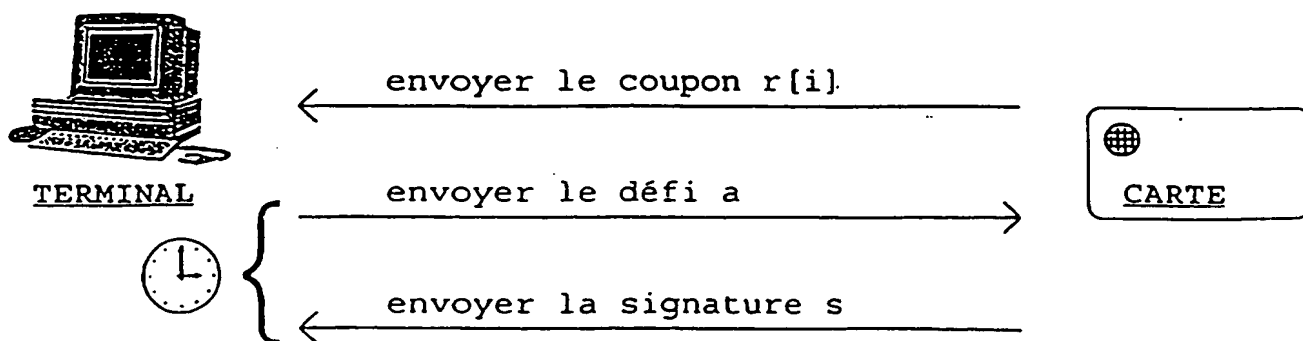 envoyer le coupon r[i]
TERMINAL
envoyer le défi a
CARTE
envoyer la signature s